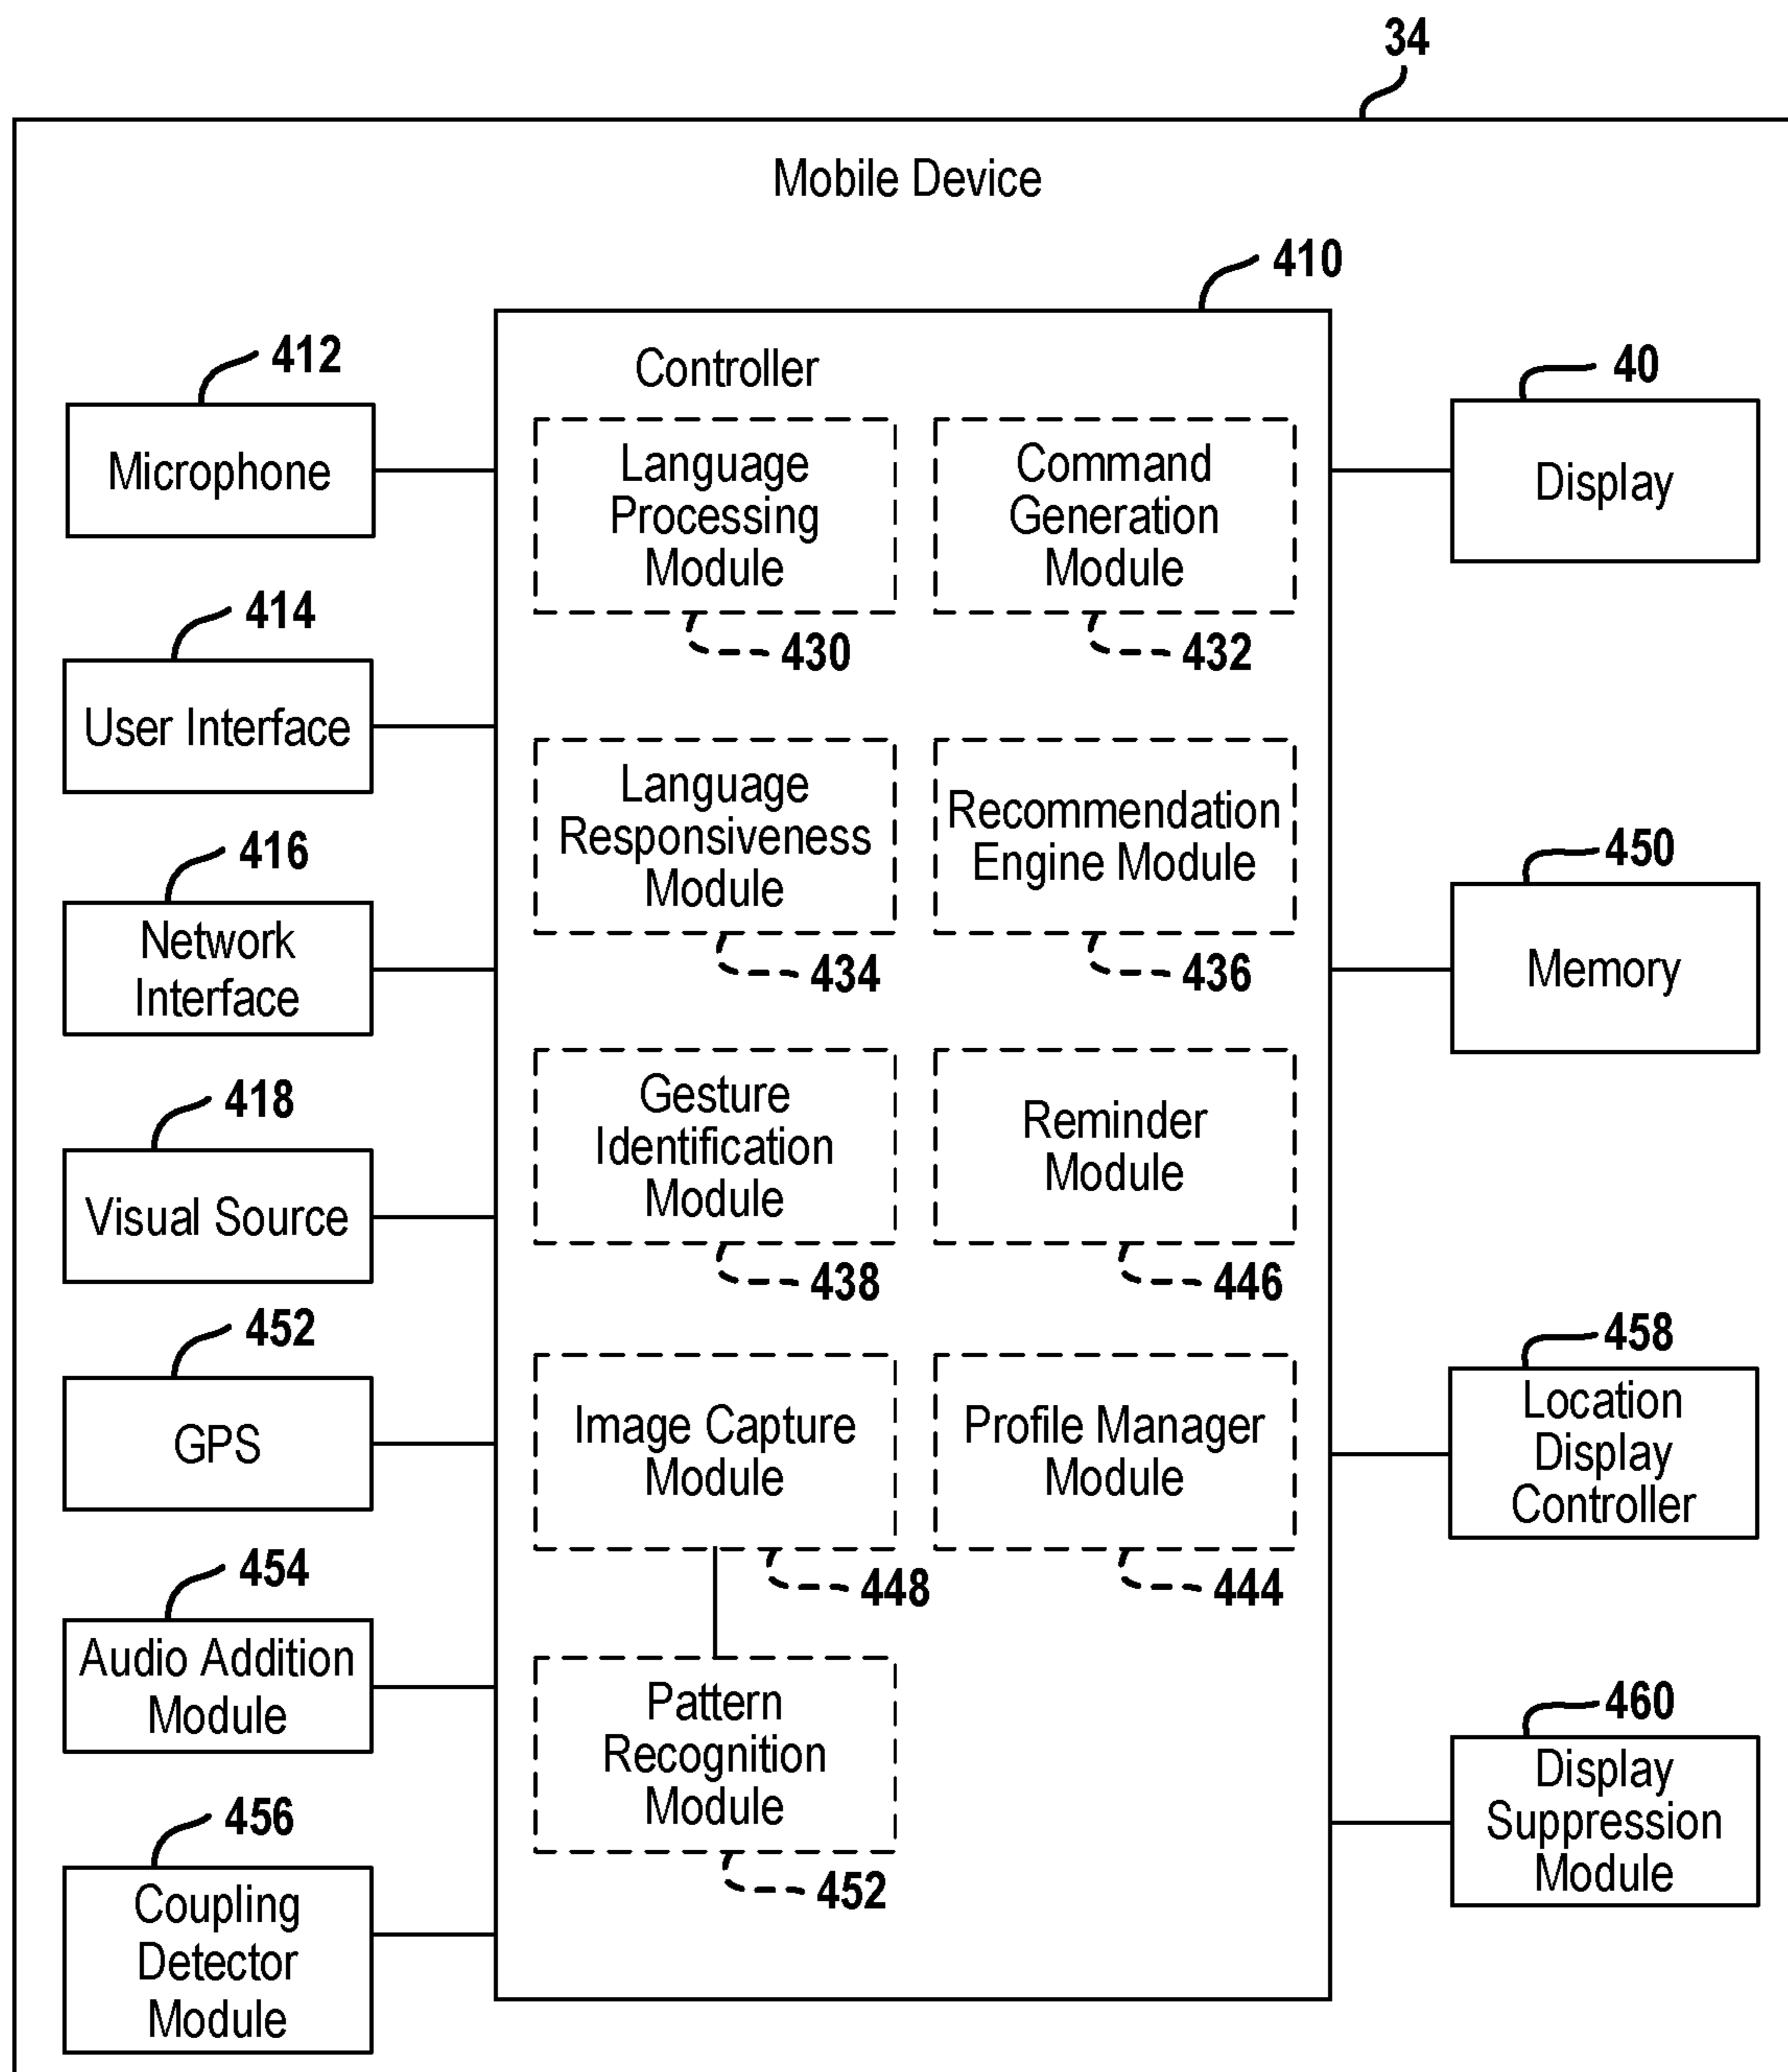 34
Mobile Device
410
412
Microphone
414
User Interface
416
Network
Interface
418
Visual Source
452
GPS
454
Audio Addition
Module
456
Coupling
Detector
Module
Controller
Language
Processing
Module
430
Command
Generation
Module
432
Language
Responsiveness
Module
434
Recommendation
Engine Module
436
Gesture
Identification
Module
438
Reminder
Module
446
Image Capture
Module
448
Profile Manager
Module
444
Pattern
Recognition
Module
452
40
Display
450
Memory
458
Location
Display
Controller
460
Display
Suppression
Module